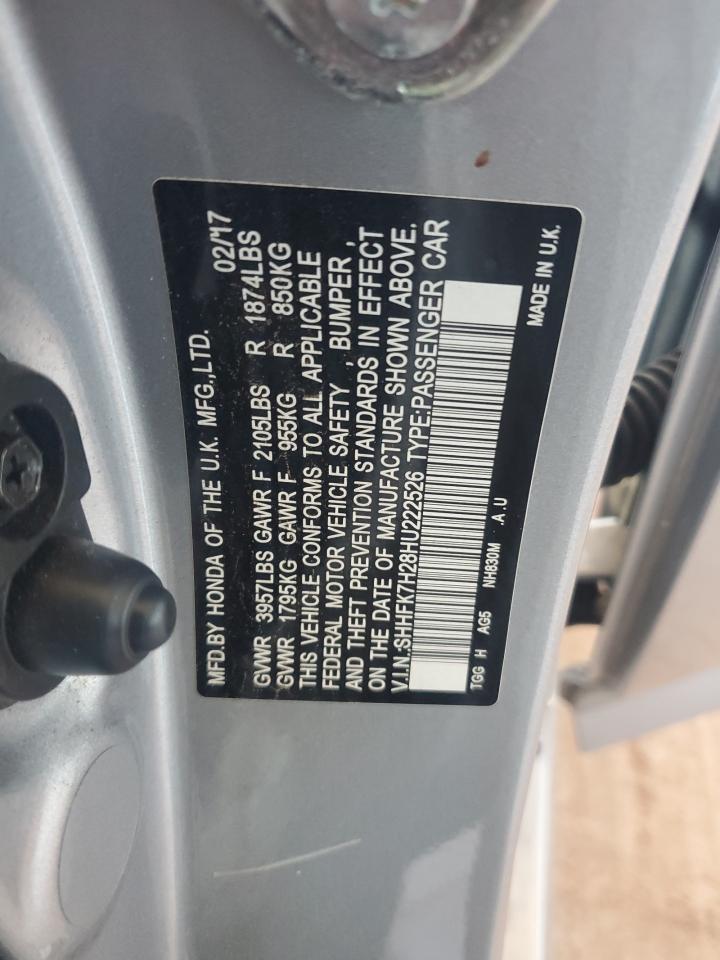 MFD.BY HONDA OF THE U.K. MFG.,LTD. 02/17
GVWR 3957LBS GAWR F 2105LBS R 1874LBS
GVWR 1795KG GAWR F 955KG R 850KG
THIS VEHICLE CONFORMS TO ALL APPLICABLE
FEDERAL MOTOR VEHICLE SAFETY , BUMPER ,
AND THEFT PREVENTION STANDARDS IN EFFECT
ON THE DATE OF MANUFACTURE SHOWN ABOVE.
V.I.N.:SHHFK7H28HU222526 TYPE:PASSENGER CAR
TGG H AG5 NH830M .A.U
MADE IN U.K.